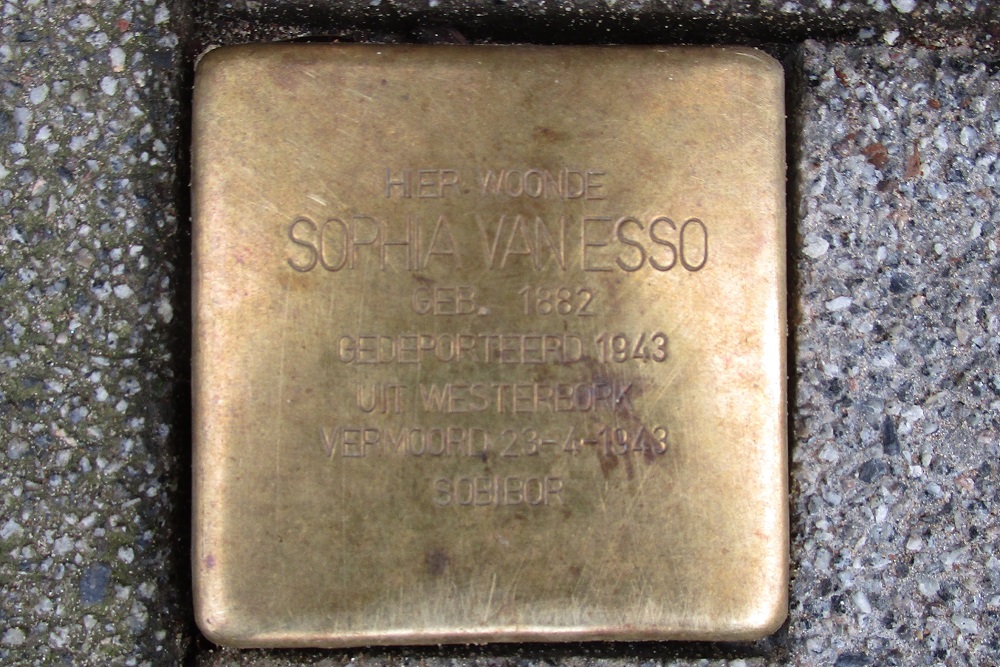 HIER WOONDE
SOPHIA VAN ESSO
GEB. 1882
GEDEPORTEERD 1943
UIT WESTERBORK
VERMOORD 23-4-1943
SOBIBOR